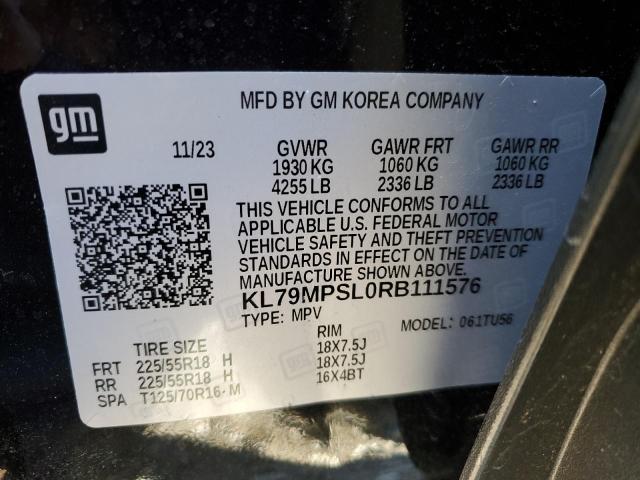 gm
MFD BY GM KOREA COMPANY
11/23 GVWR GAWR FRT GAWR RR
1930 KG 1060 KG 1060 KG
4255 LB 2336 LB 2336 LB
THIS VEHICLE CONFORMS TO ALL
APPLICABLE U.S. FEDERAL MOTOR
VEHICLE SAFETY AND THEFT PREVENTION
STANDARDS IN EFFECT ON THE DATE OF
MANUFACTURE SHOWN ABOVE.
KL79MPSL0RB111576
TYPE: MPV MODEL: 061TU56
TIRE SIZE RIM
FRT 225/55R18 H 18X7.5J
RR 225/55R18 H 18X7.5J
SPA T125/70R16 M 16X4BT